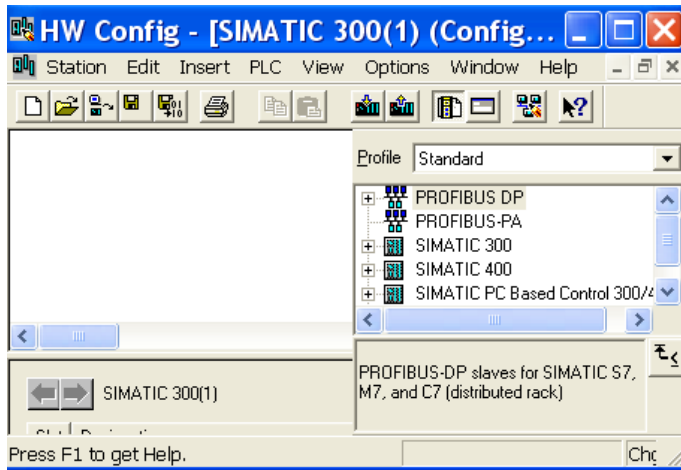 HW Config - [SIMATIC 300(1) (Config...
Station Edit Insert PLC View Options Window Help
Profile Standard
PROFIBUS DP
PROFIBUS-PA
SIMATIC 300
SIMATIC 400
SIMATIC PC Based Control 300/4
PROFIBUS-DP slaves for SIMATIC S7,
M7, and C7 (distributed rack)
SIMATIC 300(1)
Press F1 to get Help.